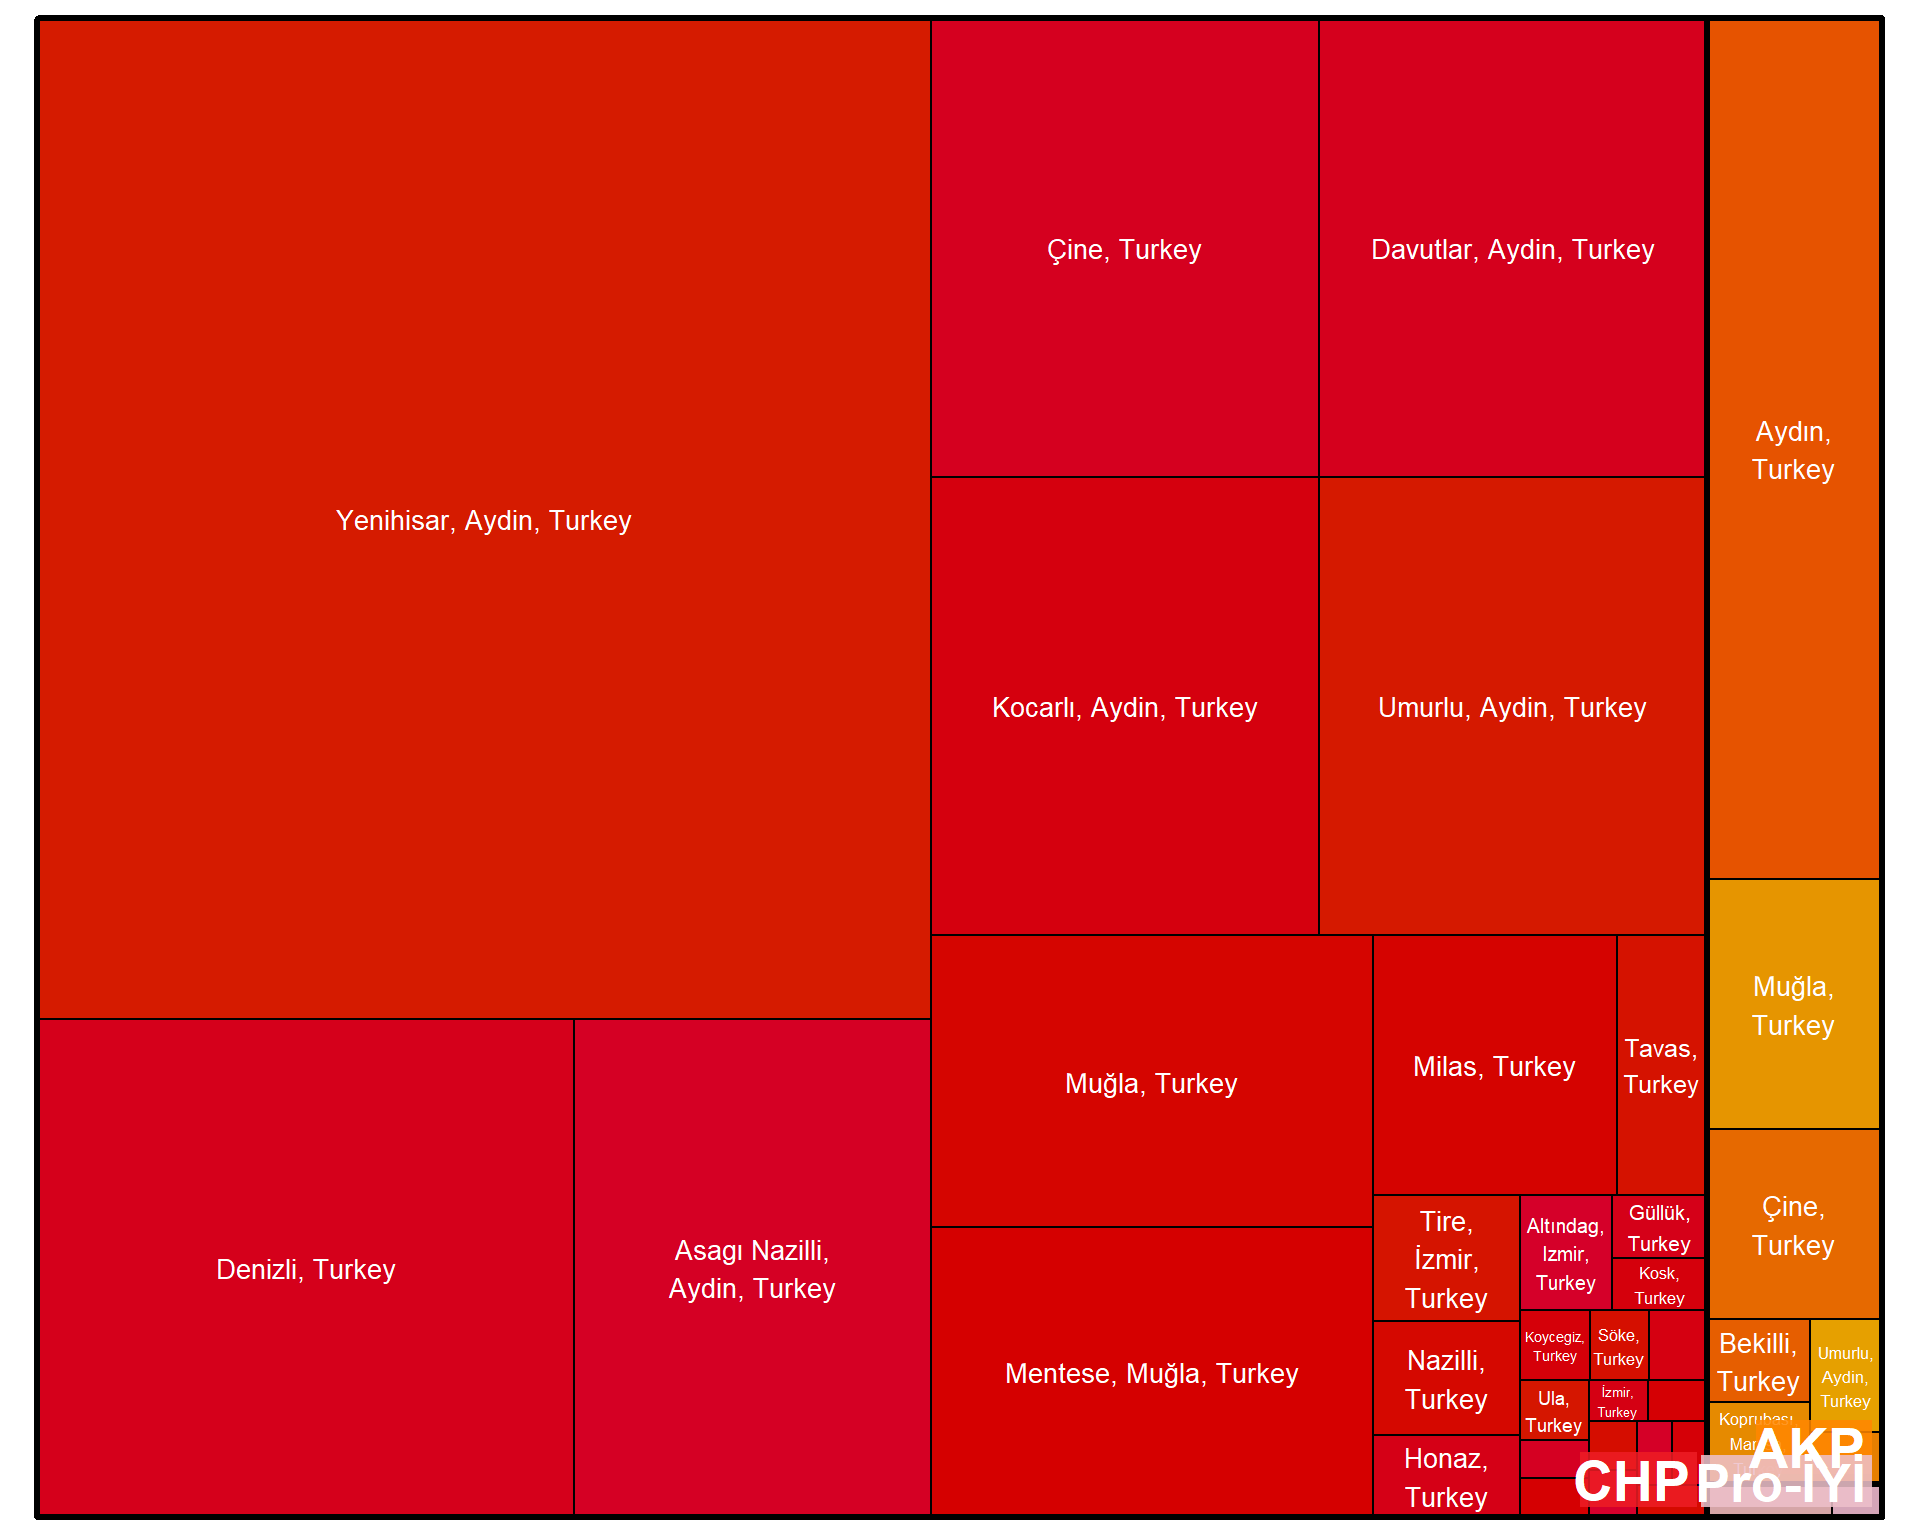 Yenihisar, Aydin, Turkey
Denizli, Turkey
Asagı Nazilli,
Aydin, Turkey
Çine, Turkey
Davutlar, Aydin, Turkey
Kocarlı, Aydin, Turkey
Umurlu, Aydin, Turkey
Muğla, Turkey
Mentese, Muğla, Turkey
Milas, Turkey
Tavas,
Turkey
Tire,
İzmir,
Turkey
Nazilli,
Turkey
Honaz,
Turkey
Altındag,
Izmir,
Turkey
Güllük,
Turkey
Kosk,
Turkey
Koycegiz,
Turkey
Söke,
Turkey
Ula,
Turkey
İzmir,
Turkey
CHP
Aydın,
Turkey
Muğla,
Turkey
Çine,
Turkey
Bekilli,
Turkey
Umurlu,
Aydin,
Turkey
Koprubası,
AKP
Pro-İYİ